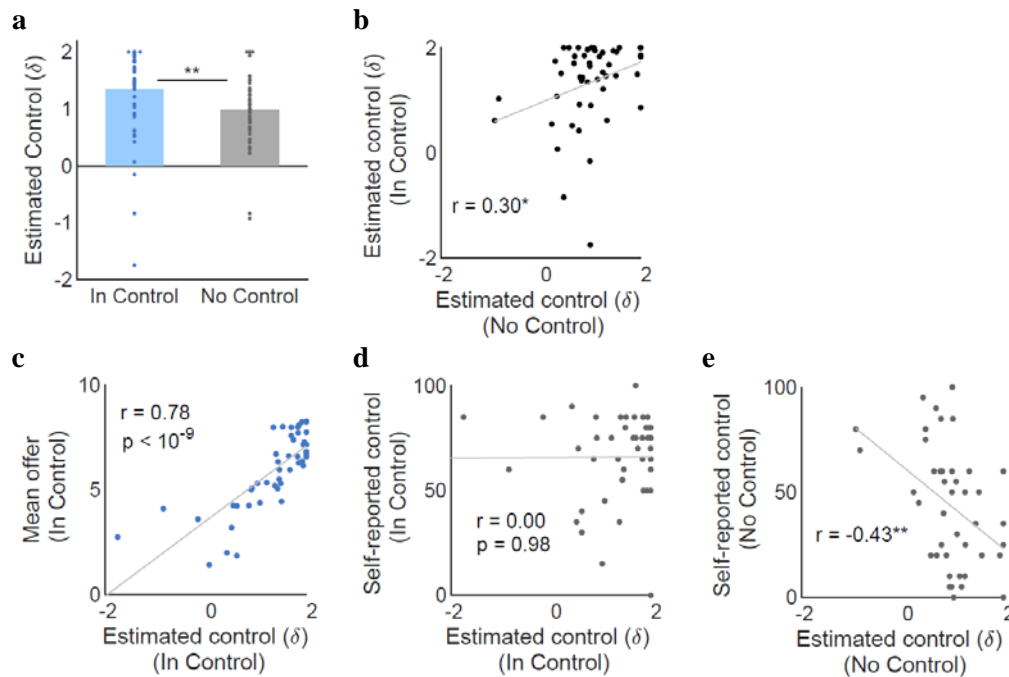 a
Estimated Control (δ)
2
1
0
-1
-2
**
In Control
No Control
b
Estimated control (δ)
(In Control)
2
0
-2
r = 0.30*
-2
0
2
Estimated control (δ)
(No Control)
c
Mean offer
(In Control)
10
5
0
r = 0.78
p < 10-9
-2
0
2
Estimated control (δ)
(In Control)
d
Self-reported control
(In Control)
100
50
0
r = 0.00
p = 0.98
-2
0
2
Estimated control (δ)
(In Control)
e
Self-reported control
(No Control)
100
50
0
r = -0.43**
-2
0
2
Estimated control (δ)
(No Control)